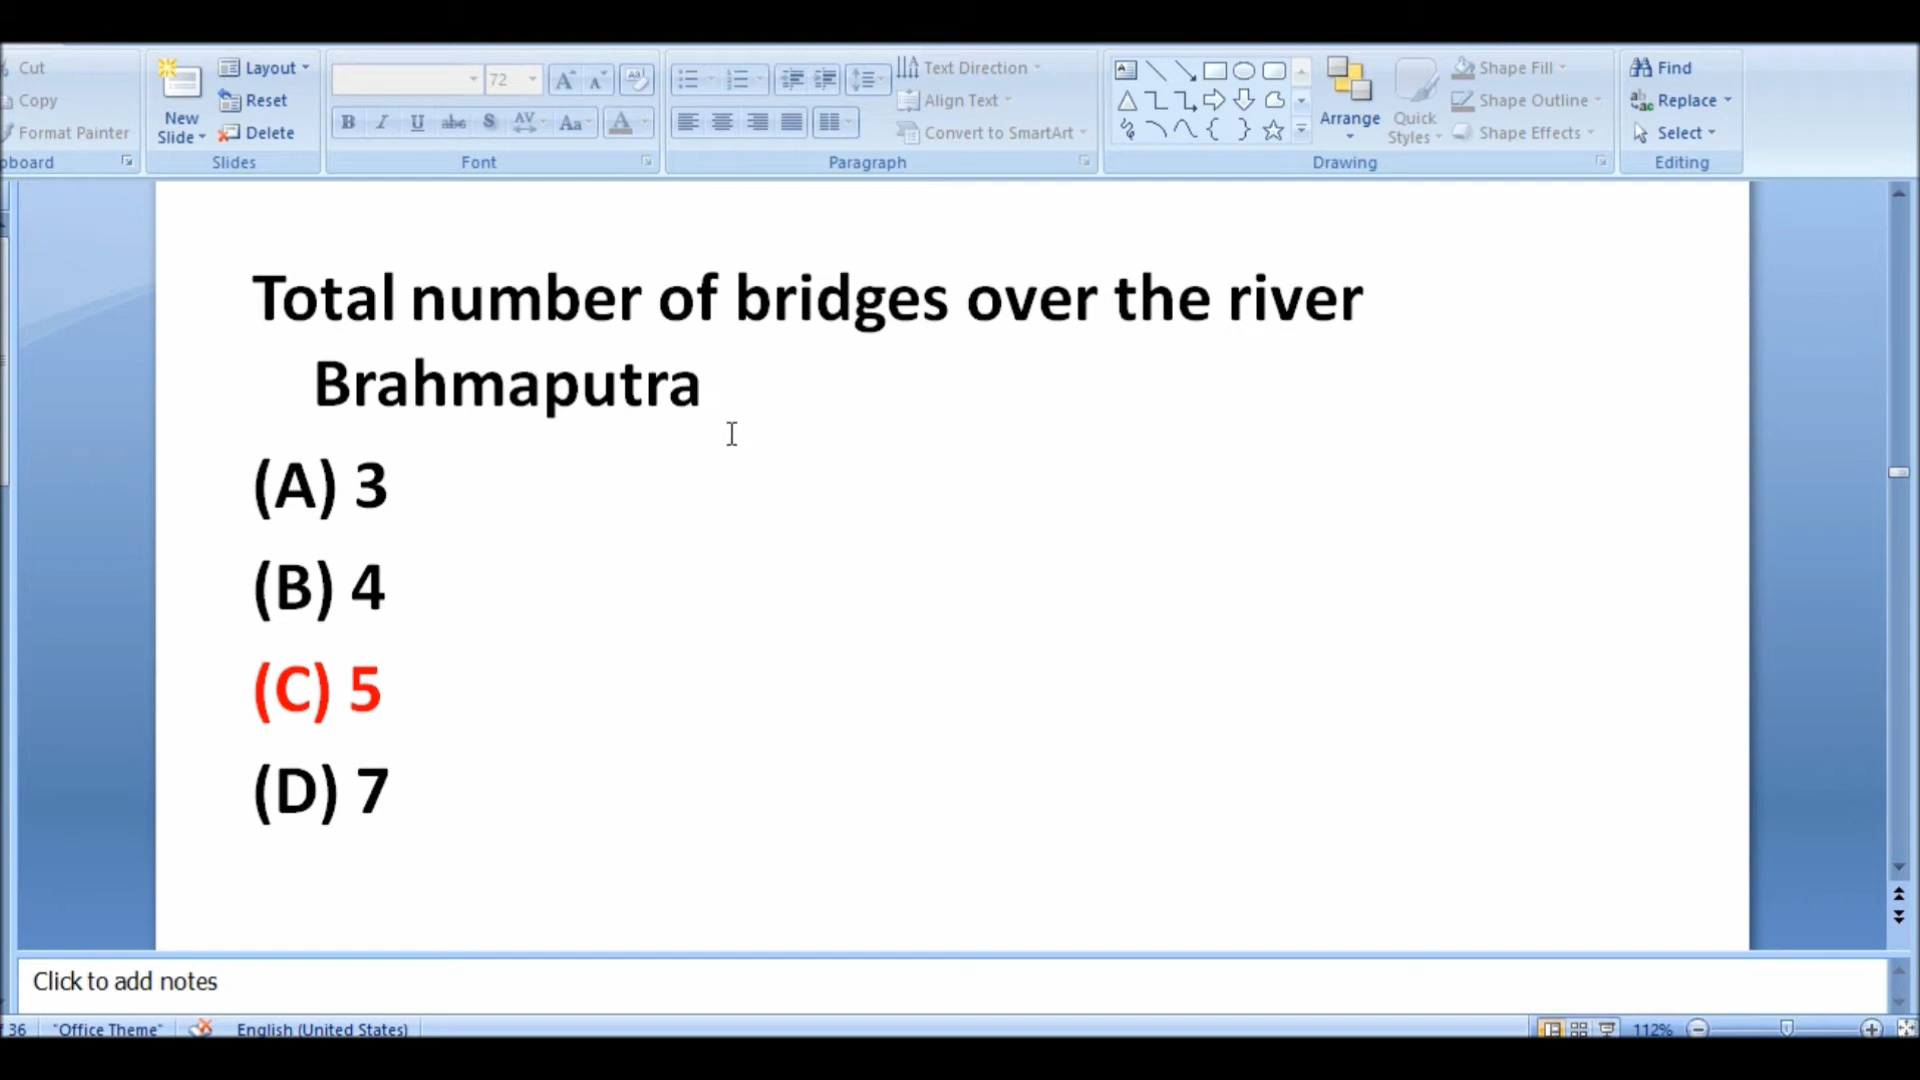 Cut
Copy
Format Painter
pboard
New
Slide
Layout
Reset
Delete
Slides
72
B I U abc S AV Aa A
Font
Text Direction
Align Text
Convert to SmartArt
Paragraph
Arrange
Quick
Styles
Shape Fill
Shape Outline
Shape Effects
Drawing
Find
Replace
Select
Editing
Total number of bridges over the river
Brahmaputra
(A) 3
(B) 4
(C) 5
(D) 7
Click to add notes
36 "Office Theme" English (United States) 112%